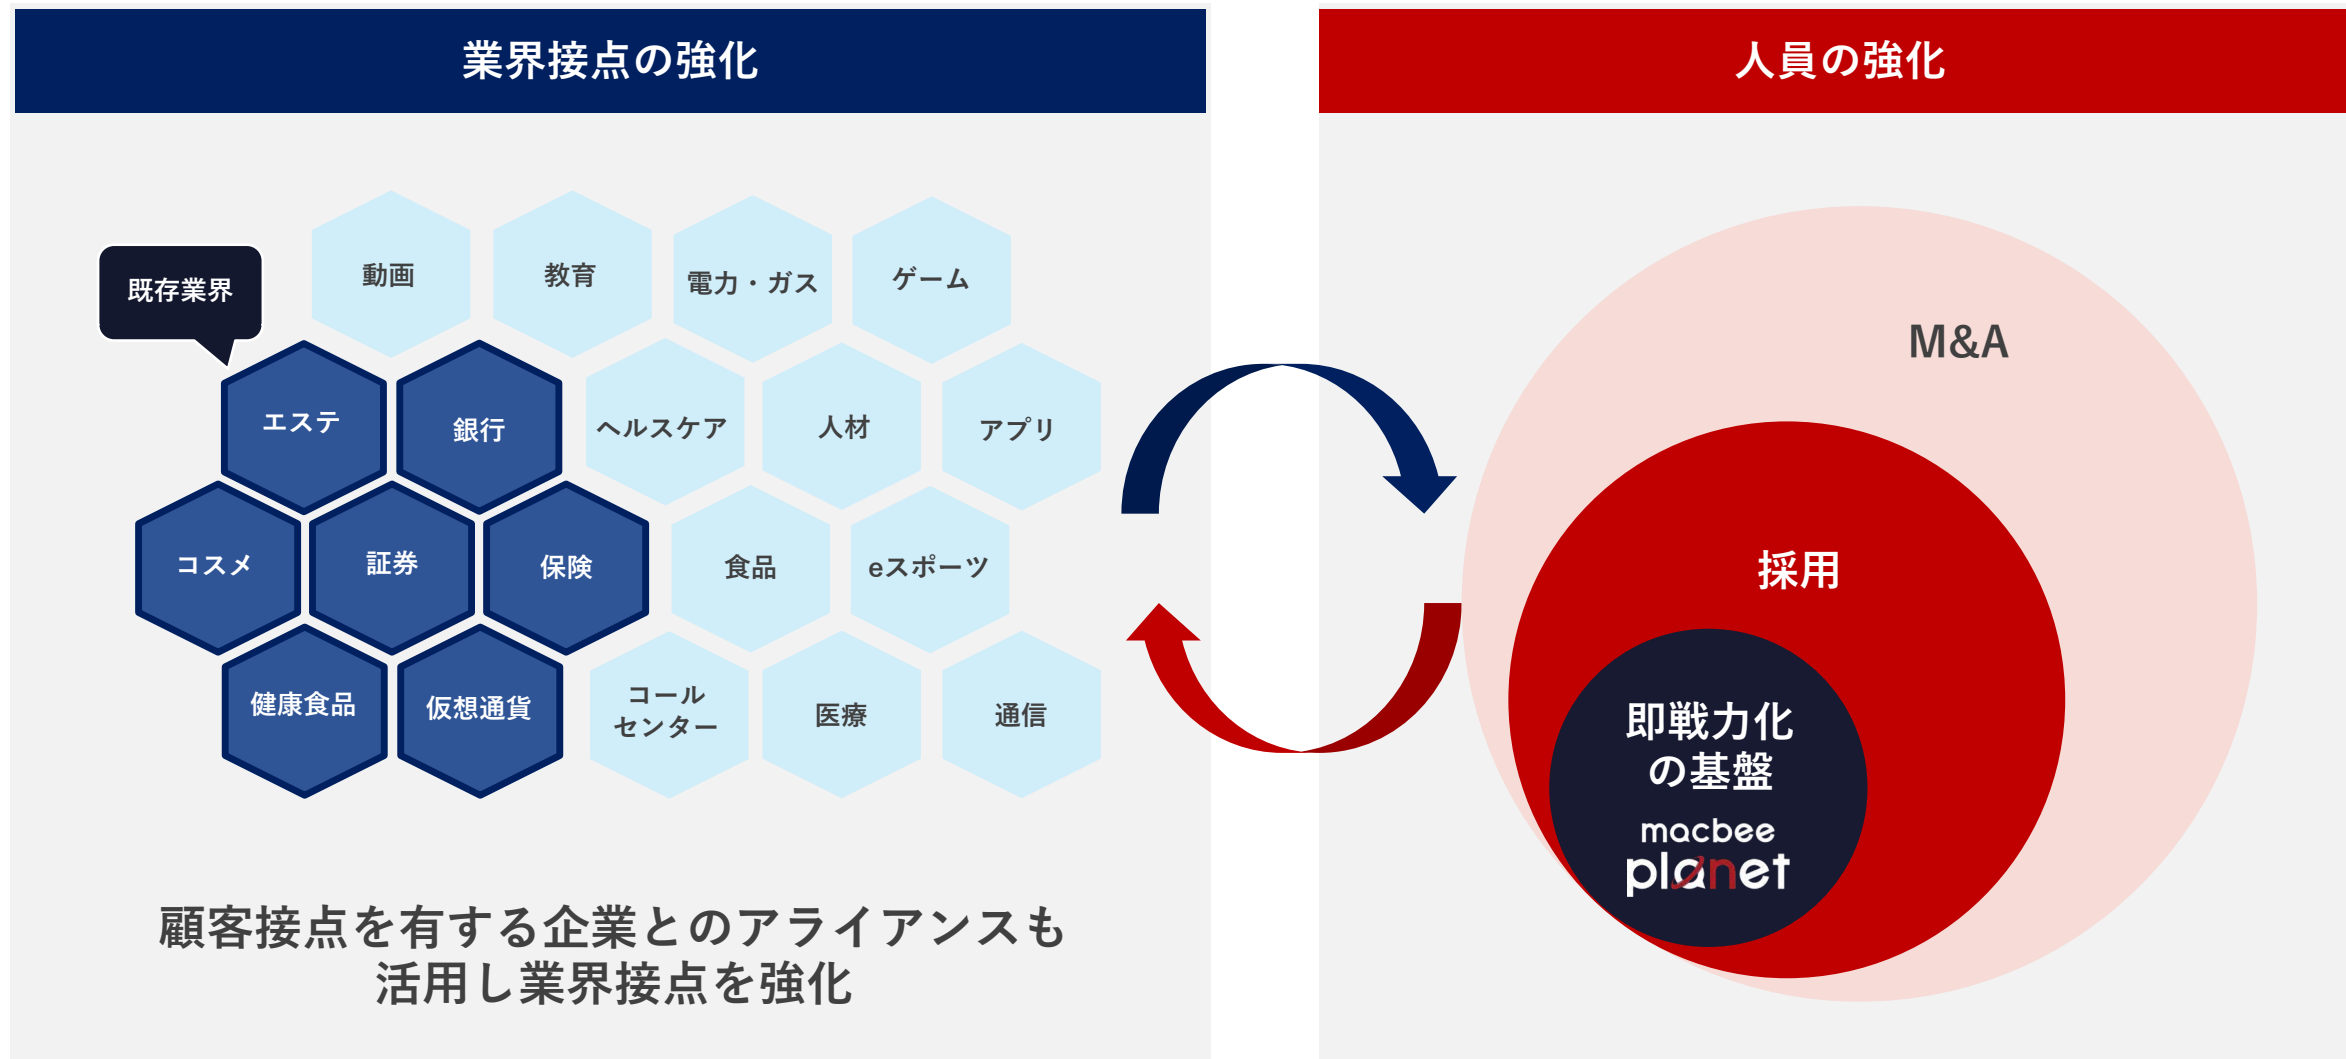 業界接点の強化
人員の強化
既存業界
動画
教育
電力・ガス
ゲーム
エステ
銀行
ヘルスケア
人材
アプリ
コスメ
証券
保険
食品
eスポーツ
健康食品
仮想通貨
コール
センター
医療
通信
顧客接点を有する企業とのアライアンスも
活用し業界接点を強化
M&A
採用
即戦力化
の基盤
macbee
planet